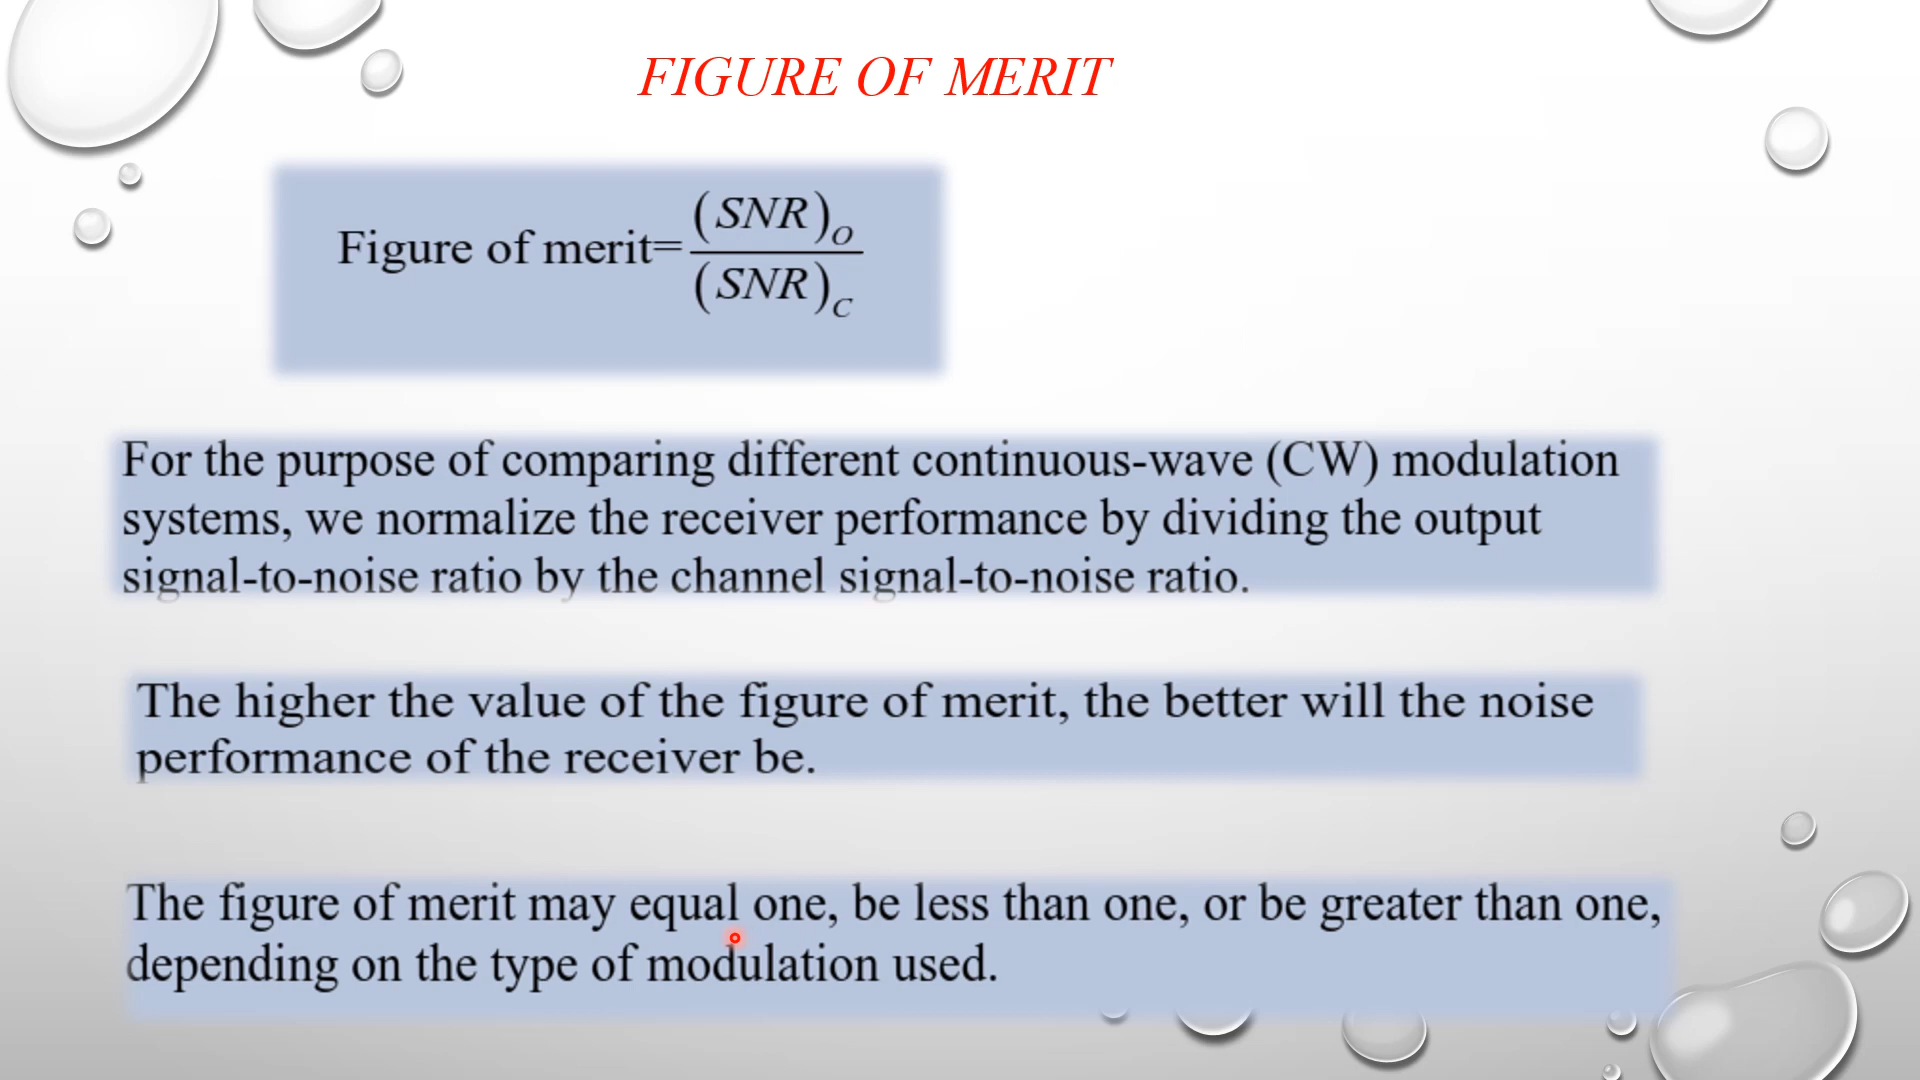 FIGURE OF MERIT
Figure of merit=(SNR)O
(SNR)C
For the purpose of comparing different continuous-wave (CW) modulation
systems, we normalize the receiver performance by dividing the output
signal-to-noise ratio by the channel signal-to-noise ratio.
The higher the value of the figure of merit, the better will the noise
performance of the receiver be.
The figure of merit may equal one, be less than one, or be greater than one,
depending on the type of modulation used.